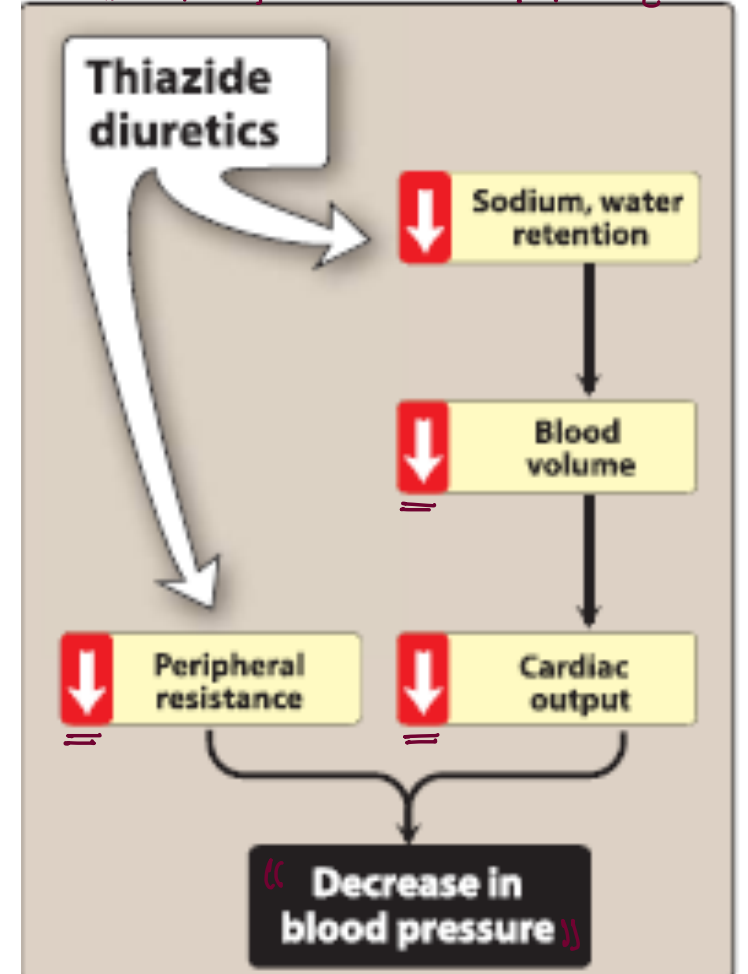 Thiazide
diuretics
Sodium, water
retention
Blood
volume
Peripheral
resistance
Cardiac
output
Decrease in
blood pressure